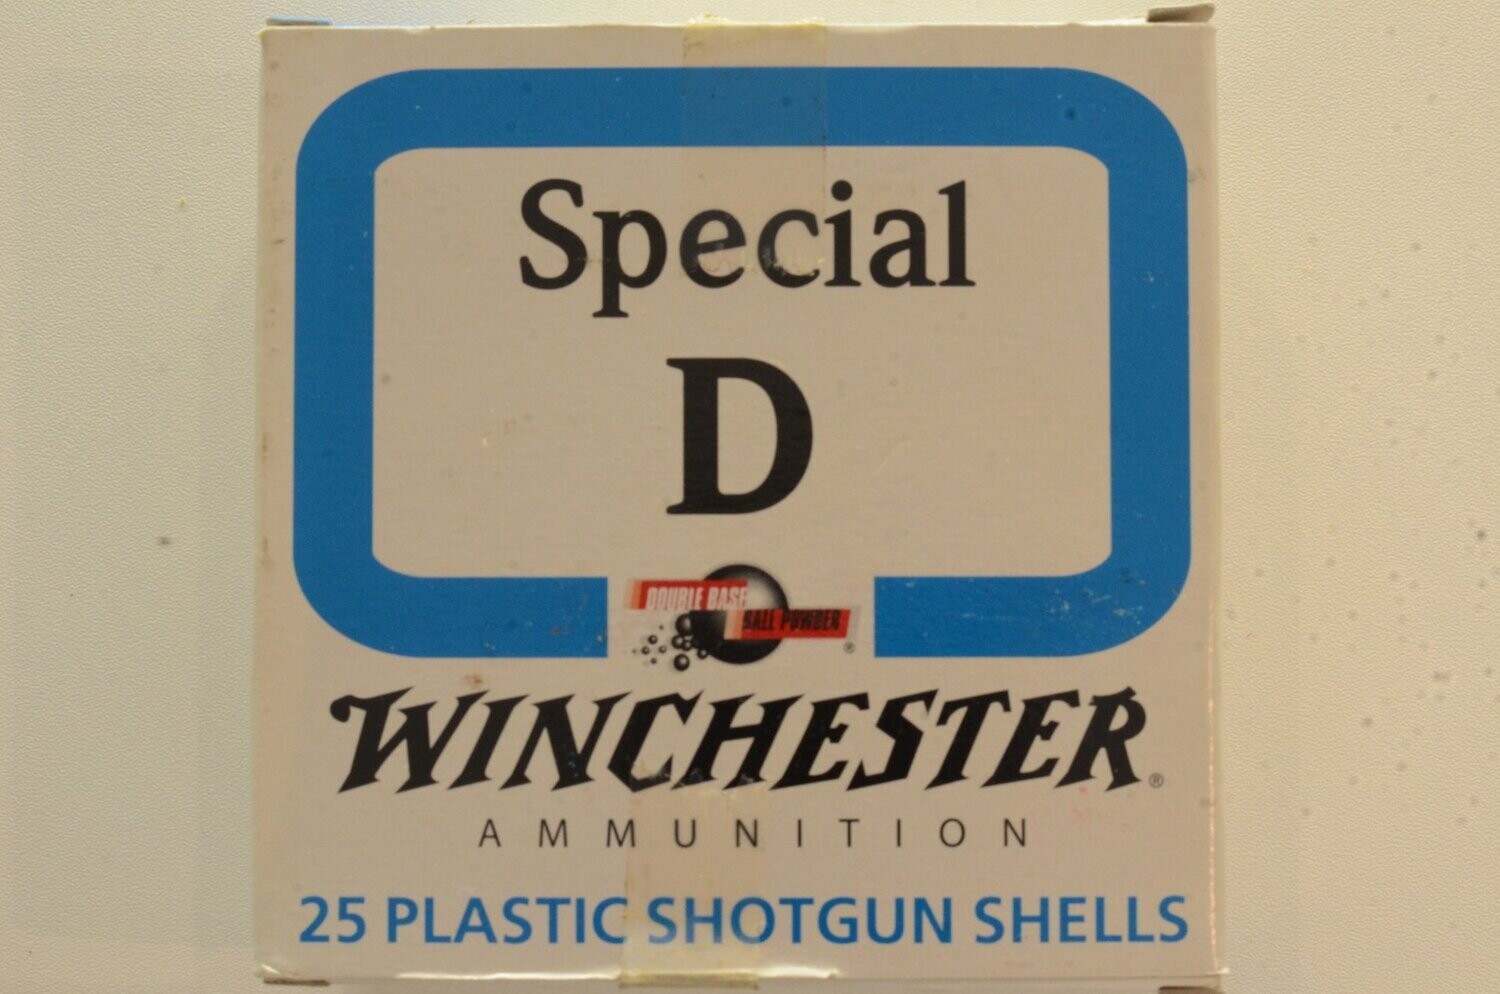 Special
D
DOUBLE BASE
BALL POWDER
®
WINCHESTER®
AMMUNITION
25 PLASTIC SHOTGUN SHELLS